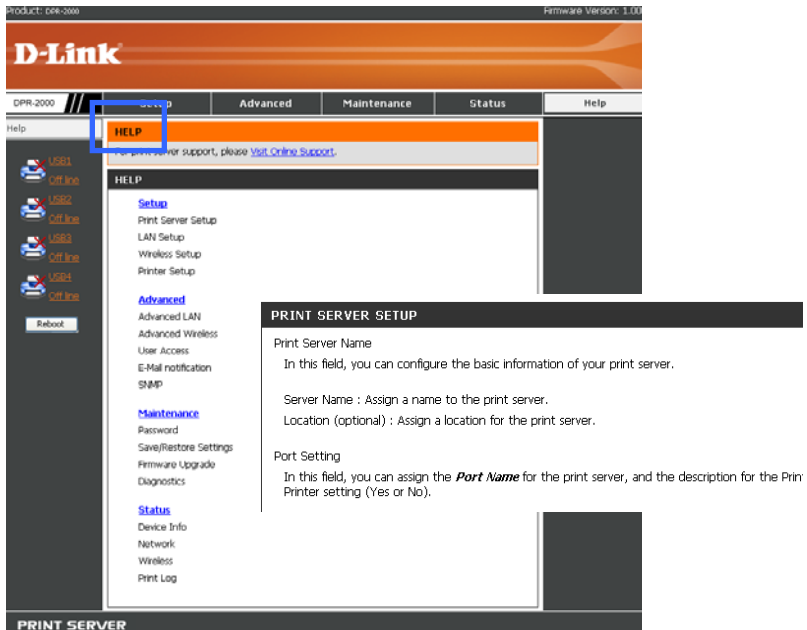 Product: DPR-2000
Firmware Version: 1.00
D-Link
DPR-2000
Setup
Advanced
Maintenance
Status
Help
Help
USB1
Off line
USB2
Off line
USB3
Off line
USB4
Off line
Reboot
HELP
For print server support, please Visit Online Support.
HELP
Setup
Print Server Setup
LAN Setup
Wireless Setup
Printer Setup
Advanced
Advanced LAN
Advanced Wireless
User Access
E-Mail notification
SNMP
Maintenance
Password
Save/Restore Settings
Firmware Upgrade
Diagnostics
Status
Device Info
Network
Wireless
Print Log
PRINT SERVER SETUP
Print Server Name
In this field, you can configure the basic information of your print server.
Server Name : Assign a name to the print server.
Location (optional) : Assign a location for the print server.
Port Setting
In this field, you can assign the Port Name for the print server, and the description for the Prin
Printer setting (Yes or No).
PRINT SERVER